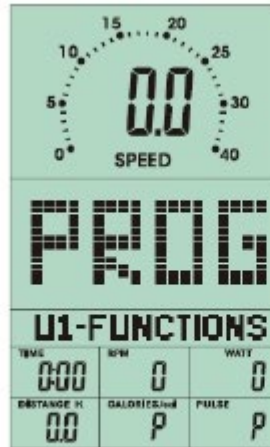 15 20
10 25
5 0.0 30
0 SPEED 40
PROG
U1-FUNCTIONS
TIME RPM WATT
0:00 0 0
DISTANCE K CALORIES/ PULSE
0.0 P P